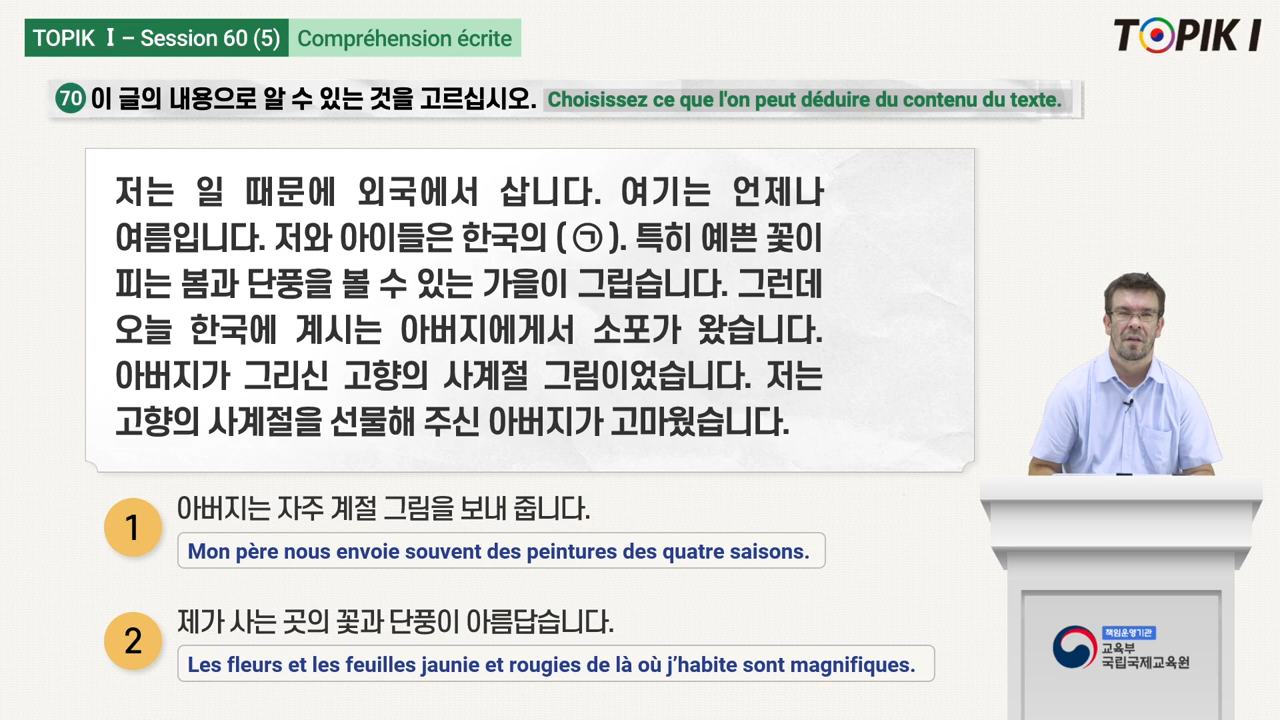 TOPIK Ⅰ – Session 60 (5) Compréhension écrite
TOPIK I
70 이 글의 내용으로 알 수 있는 것을 고르십시오. Choisissez ce que l'on peut déduire du contenu du texte.
저는 일 때문에 외국에서 삽니다. 여기는 언제나
여름입니다. 저와 아이들은 한국의 ( ㉠ ). 특히 예쁜 꽃이
피는 봄과 단풍을 볼 수 있는 가을이 그립습니다. 그런데
오늘 한국에 계시는 아버지에게서 소포가 왔습니다.
아버지가 그리신 고향의 사계절 그림이었습니다. 저는
고향의 사계절을 선물해 주신 아버지가 고마웠습니다.
1 아버지는 자주 계절 그림을 보내 줍니다.
Mon père nous envoie souvent des peintures des quatre saisons.
2 제가 사는 곳의 꽃과 단풍이 아름답습니다.
Les fleurs et les feuilles jaunie et rougies de là où j’habite sont magnifiques.
책임운영기관
교육부
국립국제교육원